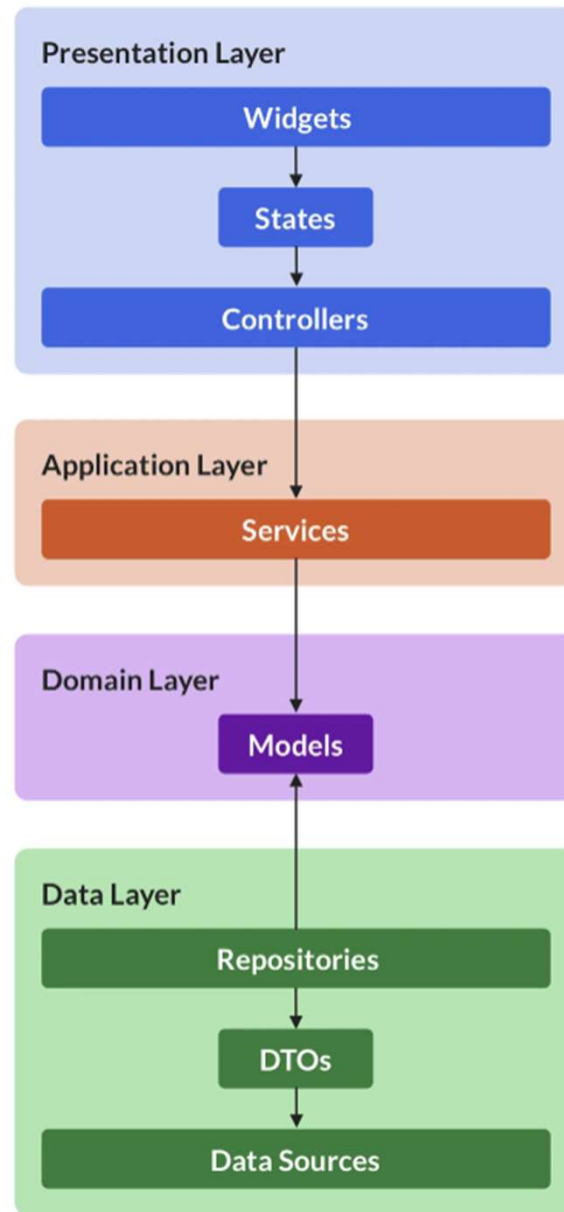 Presentation Layer
Widgets
States
Controllers
Application Layer
Services
Domain Layer
Models
Data Layer
Repositories
DTOs
Data Sources